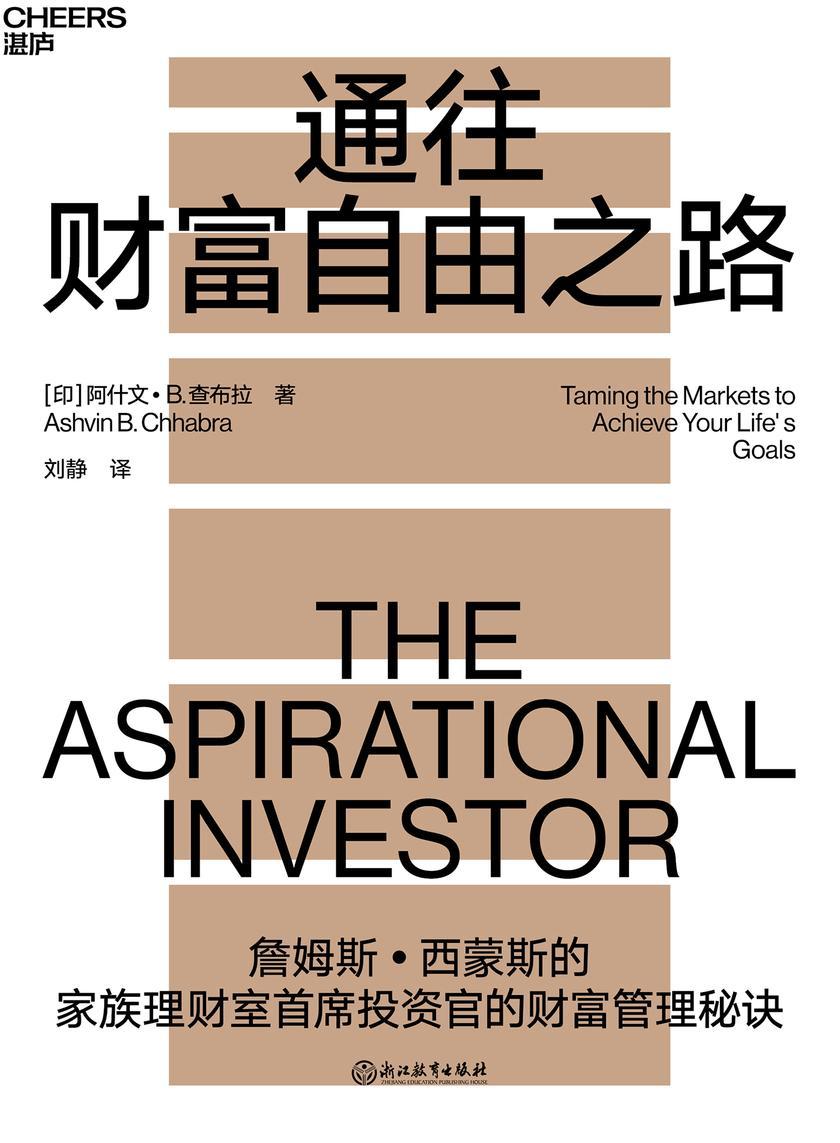 CHEERS
湛庐
通往
财富自由之路
[印]阿什文·B.查布拉 著
Ashvin B. Chhabra
刘静 译
Taming the Markets to
Achieve Your Life's
Goals
THE
ASPIRATIONAL
INVESTOR
詹姆斯·西蒙斯的
家族理财室首席投资官的财富管理秘诀
浙江教育出版社
ZHEJIANG EDUCATION PUBLISHING HOUSE